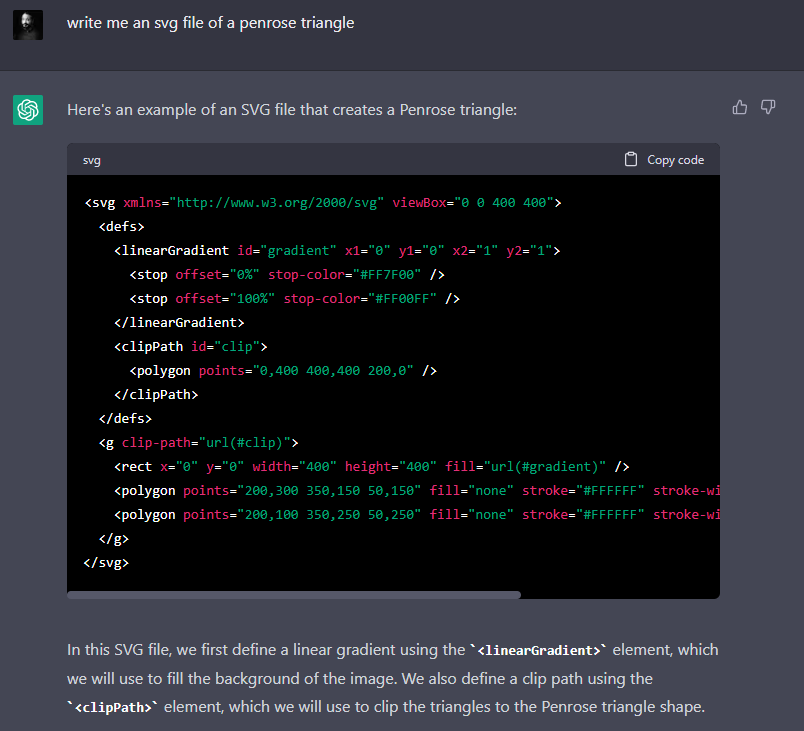 write me an svg file of a penrose triangle
Here's an example of an SVG file that creates a Penrose triangle:
svg Copy code
<svg xmlns="http://www.w3.org/2000/svg" viewBox="0 0 400 400">
<defs>
<linearGradient id="gradient" x1="0" y1="0" x2="1" y2="1">
<stop offset="0%" stop-color="#FF7F00" />
<stop offset="100%" stop-color="#FF00FF" />
</linearGradient>
<clipPath id="clip">
<polygon points="0,400 400,400 200,0" />
</clipPath>
</defs>
<g clip-path="url(#clip)">
<rect x="0" y="0" width="400" height="400" fill="url(#gradient)" />
<polygon points="200,300 350,150 50,150" fill="none" stroke="#FFFFFF" stroke-wi
<polygon points="200,100 350,250 50,250" fill="none" stroke="#FFFFFF" stroke-wi
</g>
</svg>
In this SVG file, we first define a linear gradient using the `<linearGradient>` element, which
we will use to fill the background of the image. We also define a clip path using the
`<clipPath>` element, which we will use to clip the triangles to the Penrose triangle shape.